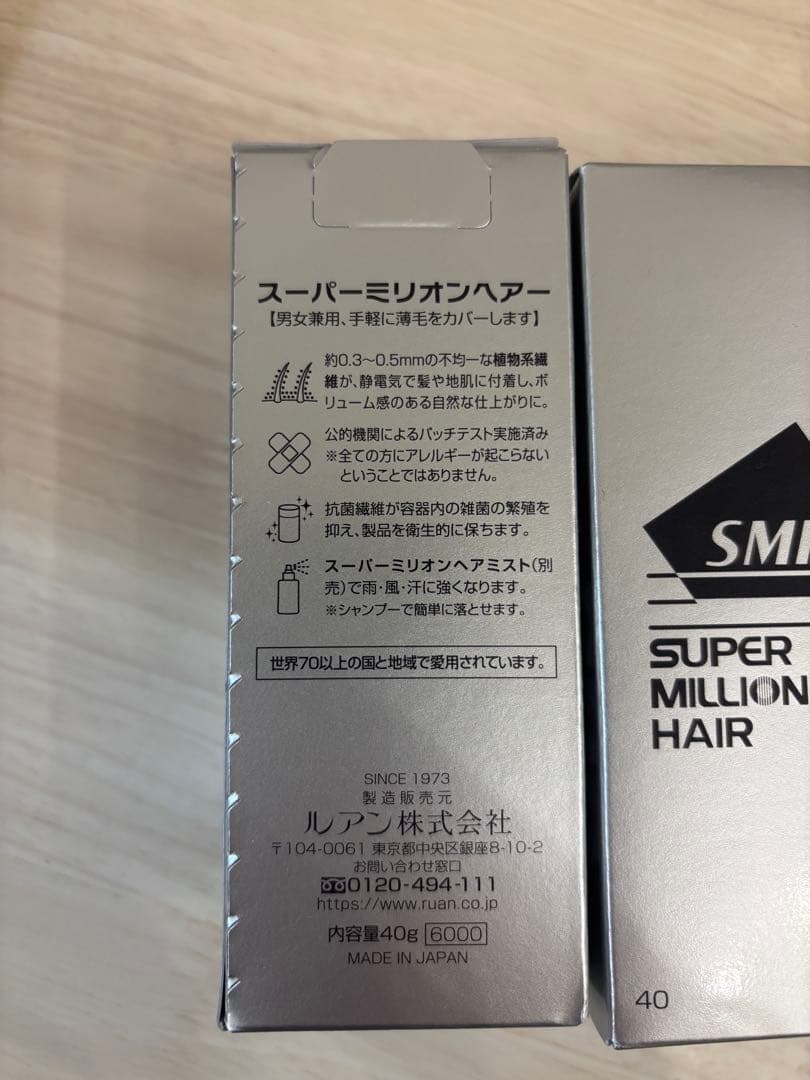 スーパーミリオンヘアー
【男女兼用、手軽に薄毛をカバーします】
約0.3～0.5mmの不均一な植物系繊
維が、静電気で髪や地肌に付着し、ボ
リューム感のある自然な仕上がりに。
公的機関によるパッチテスト実施済み
※全ての方にアレルギーが起こらない
ということではありません。
抗菌繊維が容器内の雑菌の繁殖を
抑え、製品を衛生的に保ちます。
スーパーミリオンヘアミスト(別
売)で雨・風・汗に強くなります。
※シャンプーで簡単に落とせます。
世界70以上の国と地域で愛用されています。
SINCE 1973
製造販売元
ルアン株式会社
〒104-0061 東京都中央区銀座8-10-2
お問い合わせ窓口
0120-494-111
https://www.ruan.co.jp
内容量40g 6000
MADE IN JAPAN
SM
SUPER
MILLION
HAIR
40